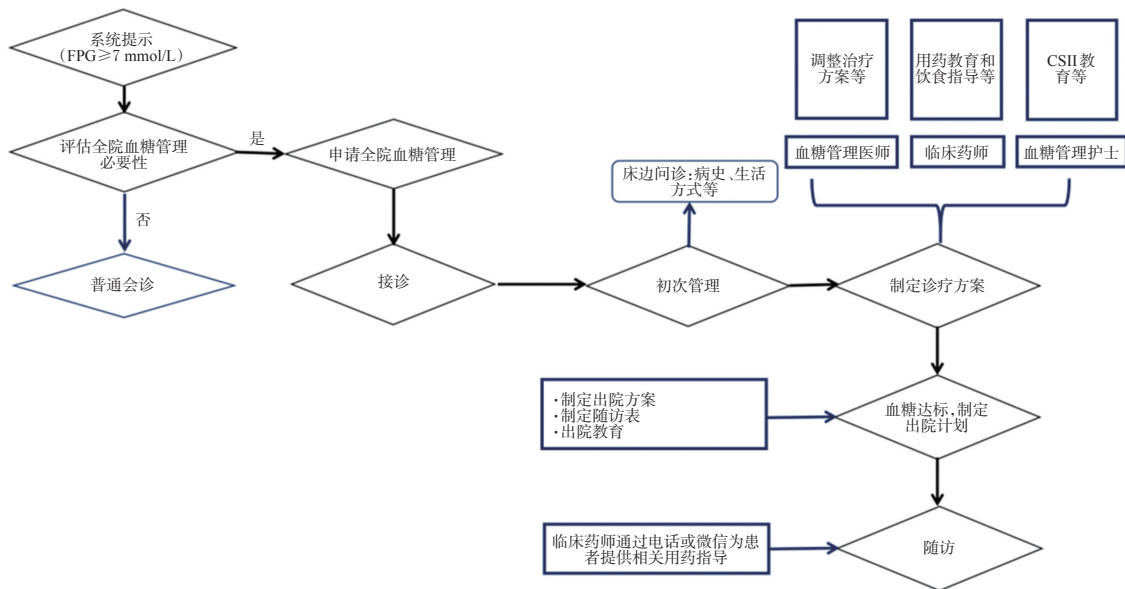 系统提示
（FPG≥7 mmol/L）
调整治疗
方案等
用药教育和
饮食指导等
CSII教
育等
评估全院血糖管理
必要性
是
申请全院血糖管理
血糖管理医师
临床药师
血糖管理护士
床边问诊：病史、生活
方式等
否
普通会诊
接诊
初次管理
制定诊疗方案
·制定出院方案
·制定随访表
·出院教育
血糖达标，制定
出院计划
临床药师通过电话或微信为患
者提供相关用药指导
随访